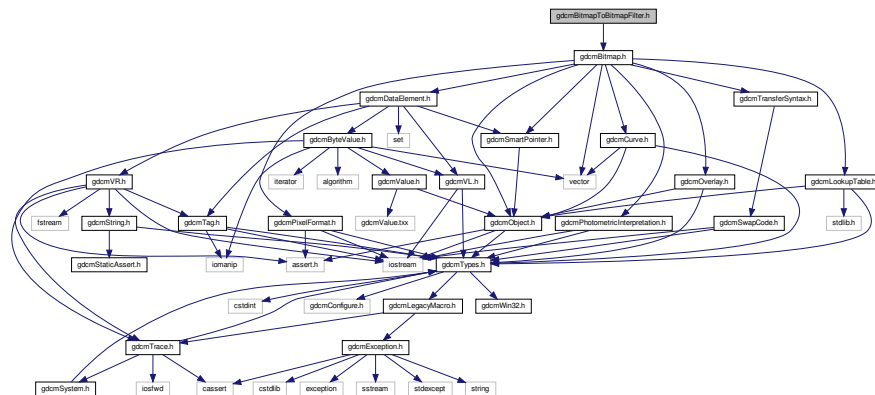 gdcmBitmapToBitmapFilter.h
gdcmBitmap.h
gdcmDataElement.h
gdcmTransferSyntax.h
gdcmByteValue.h
set
gdcmSmartPointer.h
gdcmCurve.h
gdcmVR.h
iterator
algorithm
gdcmValue.h
gdcmVL.h
vector
gdcmOverlay.h
gdcmLookupTable.h
fstream
gdcmString.h
gdcmTag.h
gdcmPixelFormat.h
gdcmValue.txx
gdcmObject.h
gdcmPhotometricInterpretation.h
gdcmSwapCode.h
stdlib.h
gdcmStaticAssert.h
iomanip
assert.h
iostream
gdcmTypes.h
cstdint
gdcmConfigure.h
gdcmLegacyMacro.h
gdcmWin32.h
gdcmTrace.h
gdcmException.h
gdcmSystem.h
iosfwd
cassert
cstdlib
exception
sstream
stdexcept
string